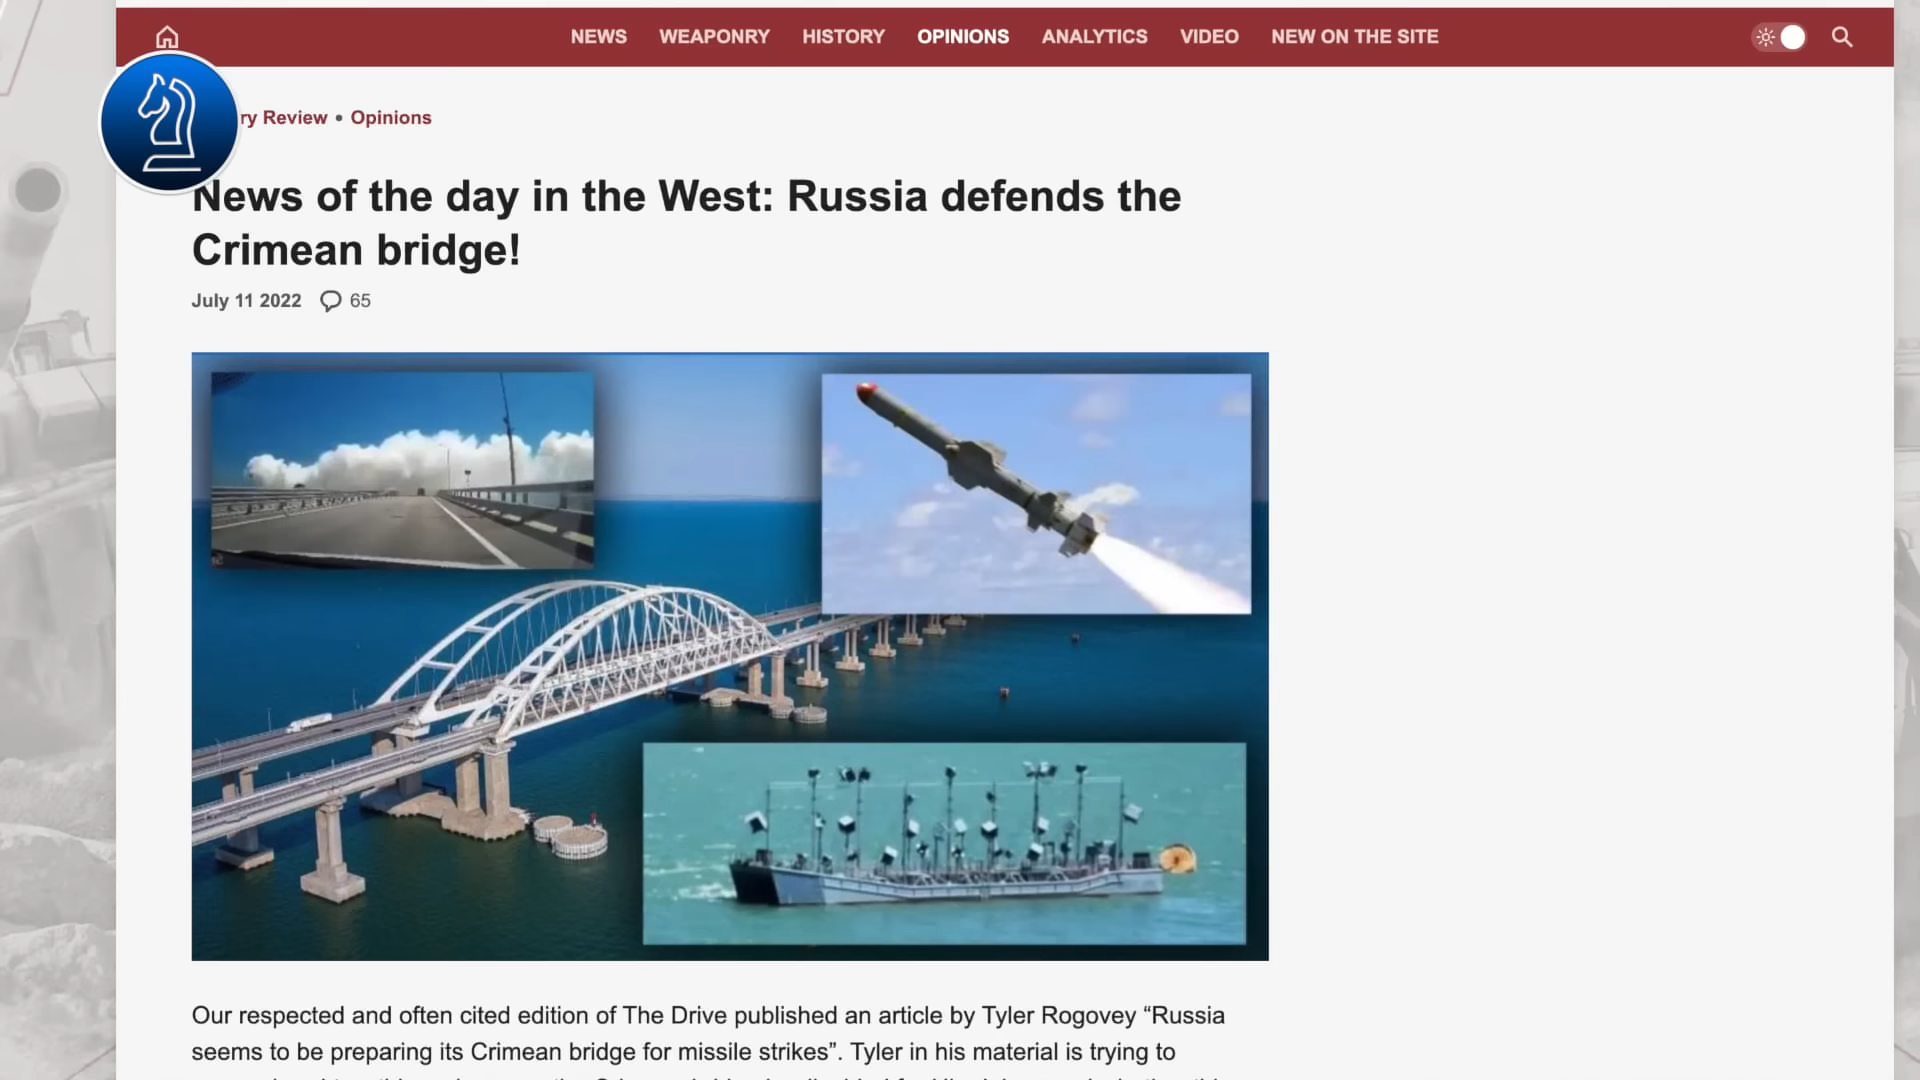 NEWS WEAPONRY HISTORY OPINIONS ANALYTICS VIDEO NEW ON THE SITE
ry Review • Opinions
News of the day in the West: Russia defends the
Crimean bridge!
July 11 2022 65
Our respected and often cited edition of The Drive published an article by Tyler Rogovey “Russia
seems to be preparing its Crimean bridge for missile strikes”. Tyler in his material is trying to